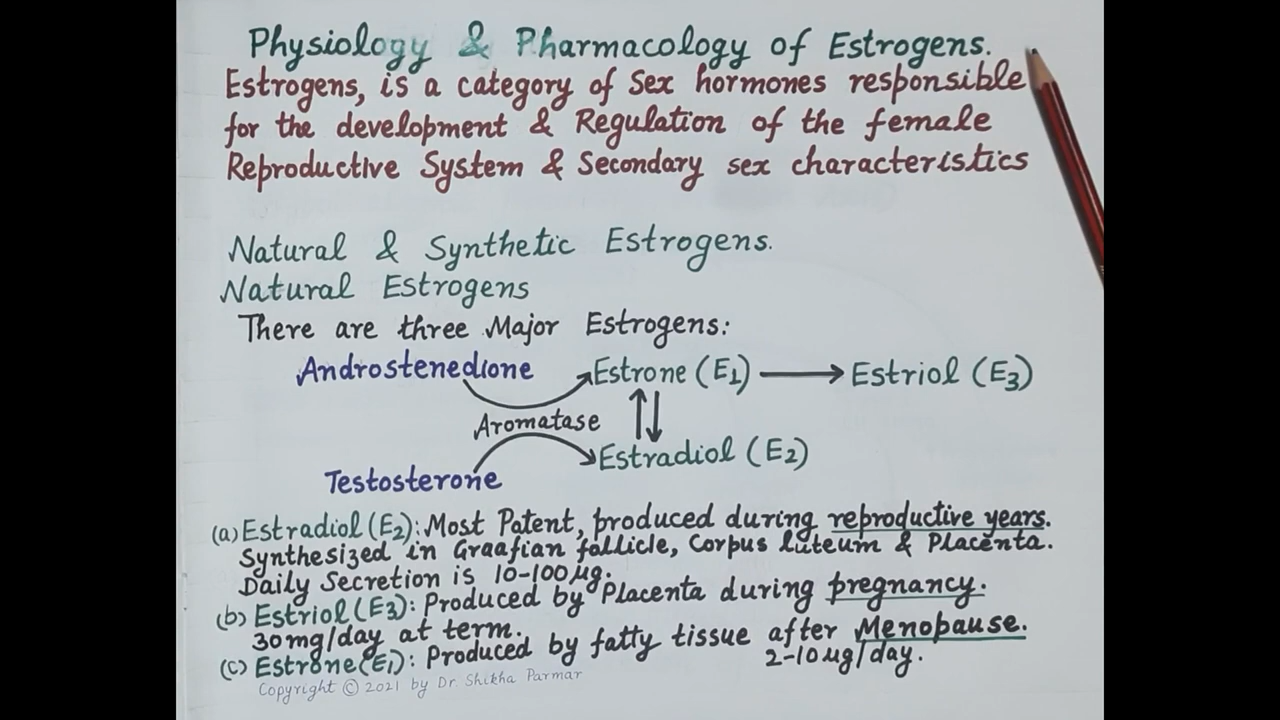 Physiology & Pharmacology of Estrogens.
Estrogens, is a category of Sex hormones responsible
for the development & Regulation of the female
Reproductive System & Secondary sex characteristics
Natural & Synthetic Estrogens.
Natural Estrogens
There are three Major Estrogens:
Androstenedione Estrone (E1) → Estriol (E3)
Aromatase ↑↓
Testosterone Estradiol (E2)
(a) Estradiol (E2): Most Patent, produced during reproductive years.
Synthesized in Graafian follicle, Corpus luteum & Placenta.
Daily Secretion is 10-100 µg.
(b) Estriol (E3): Produced by Placenta during pregnancy.
30mg/day at term.
(c) Estrone (E1): Produced by fatty tissue after Menopause.
2-10 µg/day.
Copyright © 2021 by Dr. Shikha Parmar